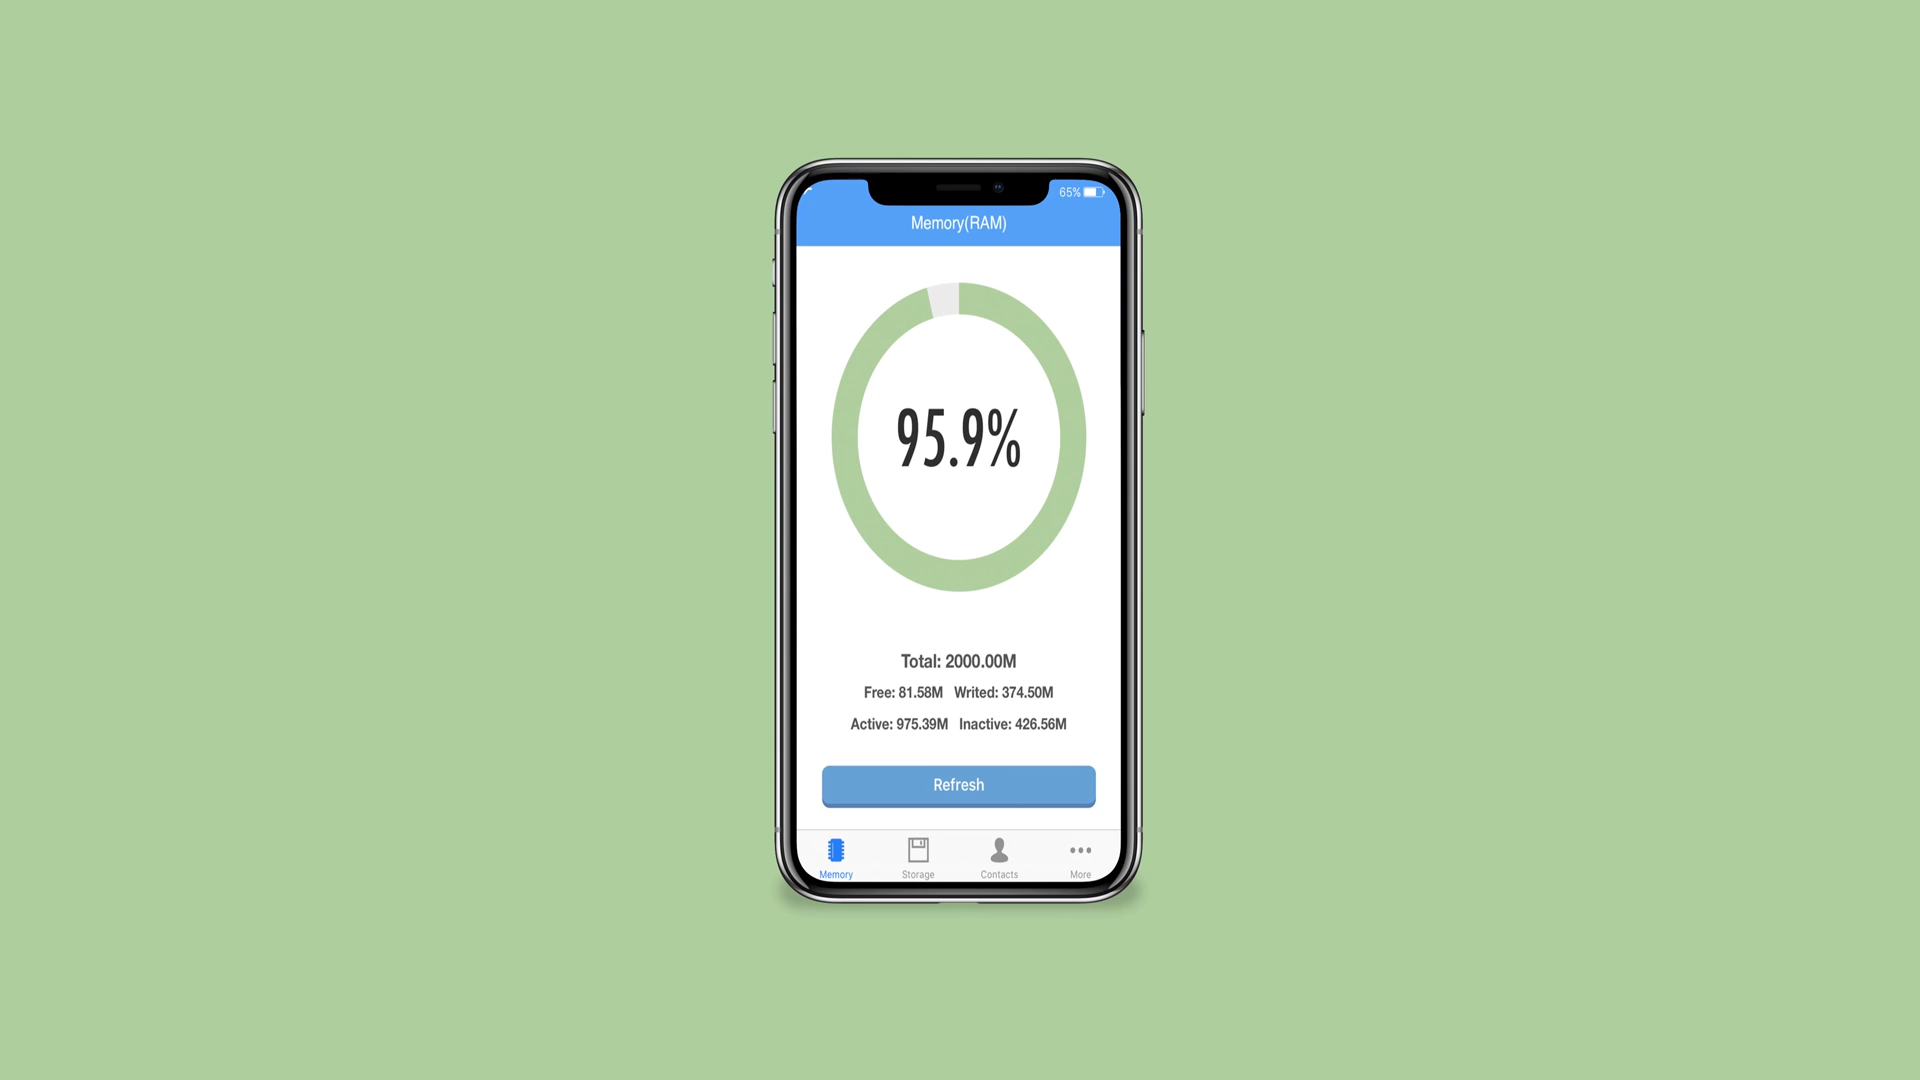 65%
Memory(RAM)
95.9%
Total: 2000.00M
Free: 81.58M Writed: 374.50M
Active: 975.39M Inactive: 426.56M
Refresh
Memory Storage Contacts More